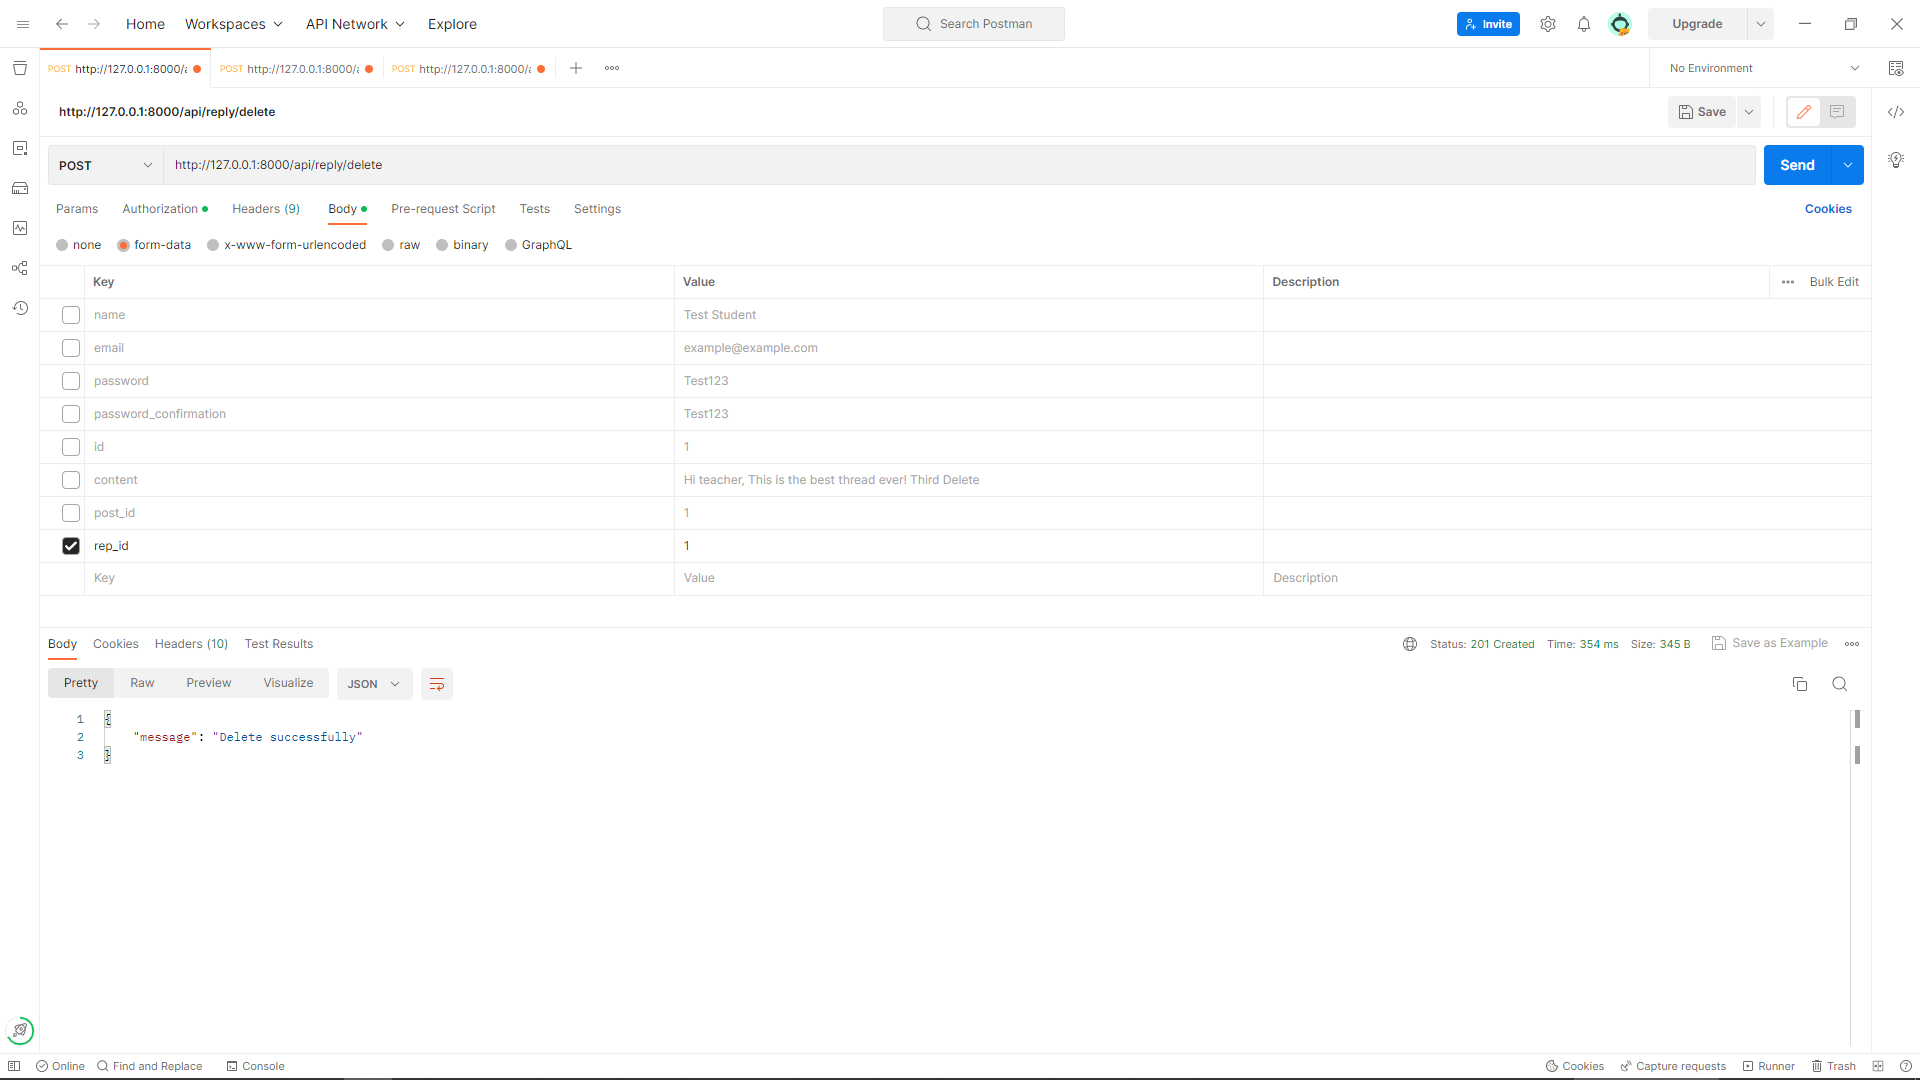 Home Workspaces API Network Explore Search Postman Invite Upgrade
POST http://127.0.0.1:8000/a POST http://127.0.0.1:8000/a POST http://127.0.0.1:8000/a No Environment
http://127.0.0.1:8000/api/reply/delete Save
POST http://127.0.0.1:8000/api/reply/delete Send
Params Authorization Headers (9) Body Pre-request Script Tests Settings Cookies
none form-data x-www-form-urlencoded raw binary GraphQL
Key Value Description Bulk Edit
name Test Student
email example@example.com
password Test123
password_confirmation Test123
id 1
content Hi teacher, This is the best thread ever! Third Delete
post_id 1
rep_id 1
Key Value Description
Body Cookies Headers (10) Test Results Status: 201 Created Time: 354 ms Size: 345 B Save as Example
Pretty Raw Preview Visualize JSON
1 {
2 "message": "Delete successfully"
3 }
Online Find and Replace Console Cookies Capture requests Runner Trash